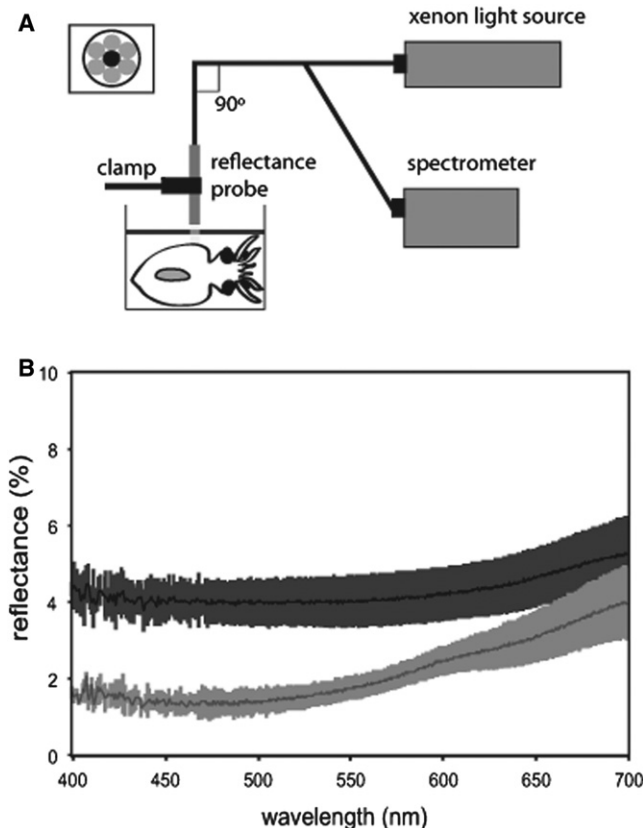 A
xenon light source
90º
clamp
reflectance
probe
spectrometer
B
10
8
6
4
2
0
reflectance (%)
400 450 500 550 600 650 700
wavelength (nm)